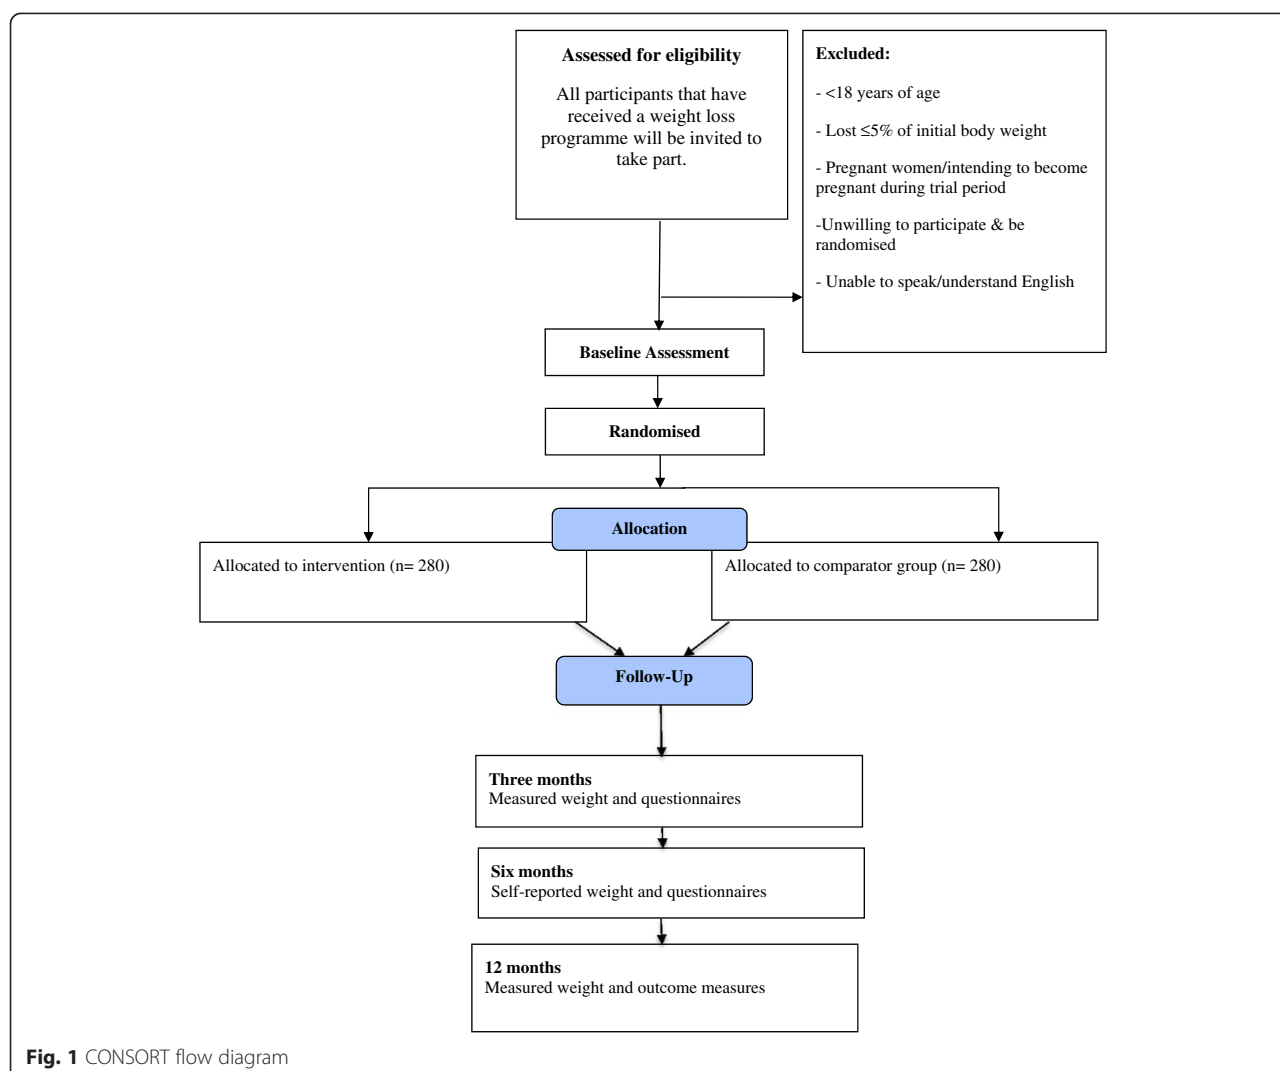 Assessed for eligibility
All participants that have
received a weight loss
programme will be invited to
take part.
Excluded:
- <18 years of age
- Lost ≤5% of initial body weight
- Pregnant women/intending to become
pregnant during trial period
-Unwilling to participate & be
randomised
- Unable to speak/understand English
Baseline Assessment
Randomised
Allocation
Allocated to intervention (n= 280)
Allocated to comparator group (n= 280)
Follow-Up
Three months
Measured weight and questionnaires
Six months
Self-reported weight and questionnaires
12 months
Measured weight and outcome measures
Fig. 1 CONSORT flow diagram